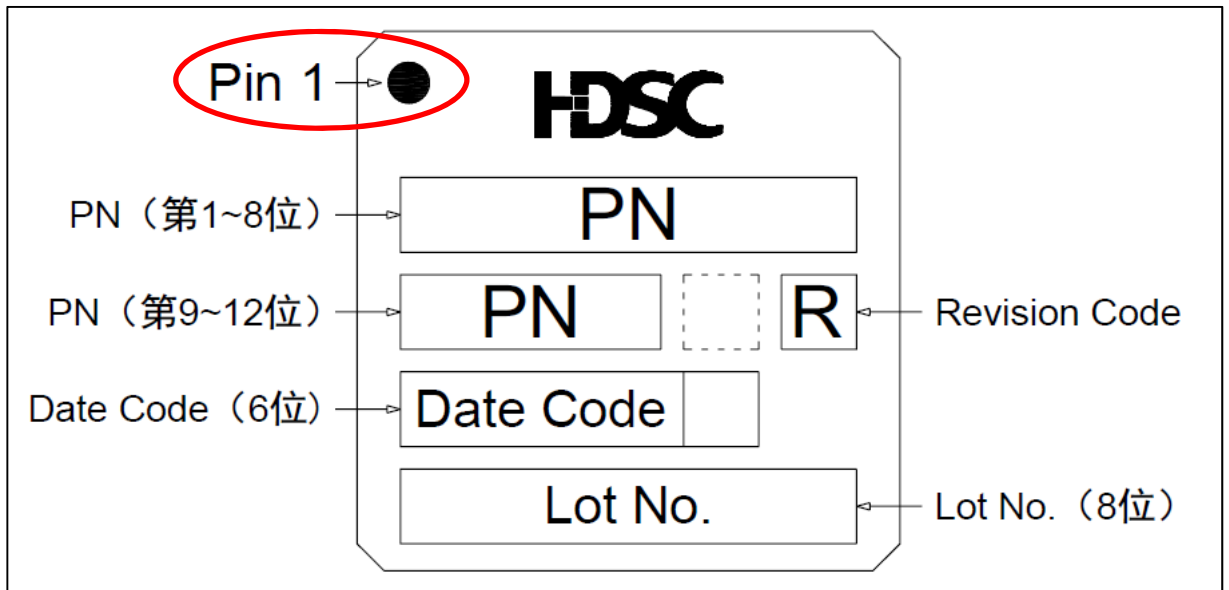 Pin 1
HDSC
PN（第1~8位）
PN
PN（第9~12位）
PN
R
Revision Code
Date Code（6位）
Date Code
Lot No.
Lot No.（8位）